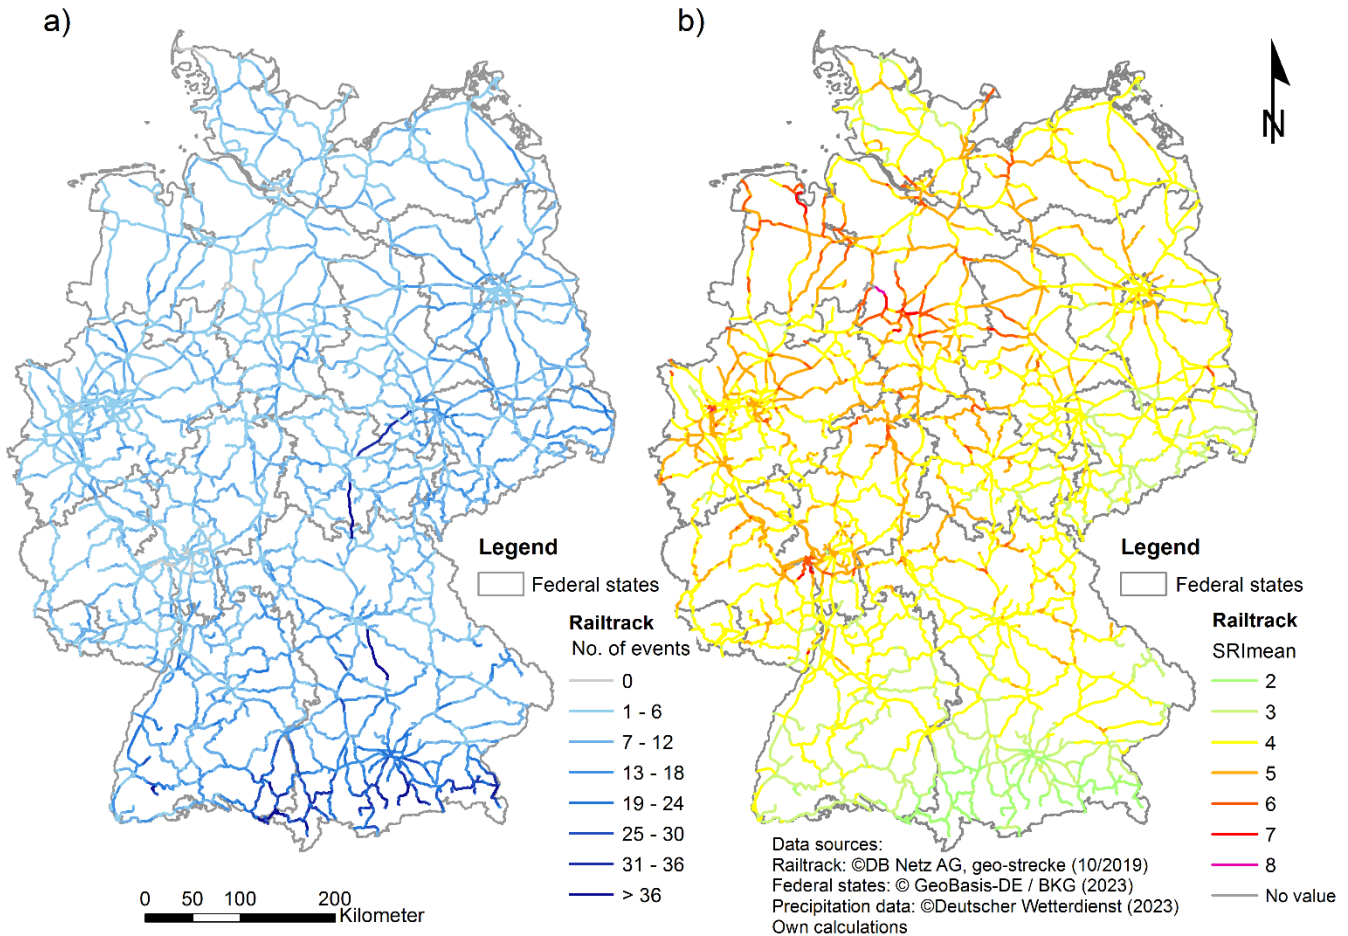 a)
b)
N
Legend
Federal states
Railtrack
No. of events
0
1 - 6
7 - 12
13 - 18
19 - 24
25 - 30
31 - 36
> 36
0 50 100 200
Kilometer
Legend
Federal states
Railtrack
SRImean
2
3
4
5
6
7
8
No value
Data sources:
Railtrack: ©DB Netz AG, geo-strecke (10/2019)
Federal states: © GeoBasis-DE / BKG (2023)
Precipitation data: ©Deutscher Wetterdienst (2023)
Own calculations